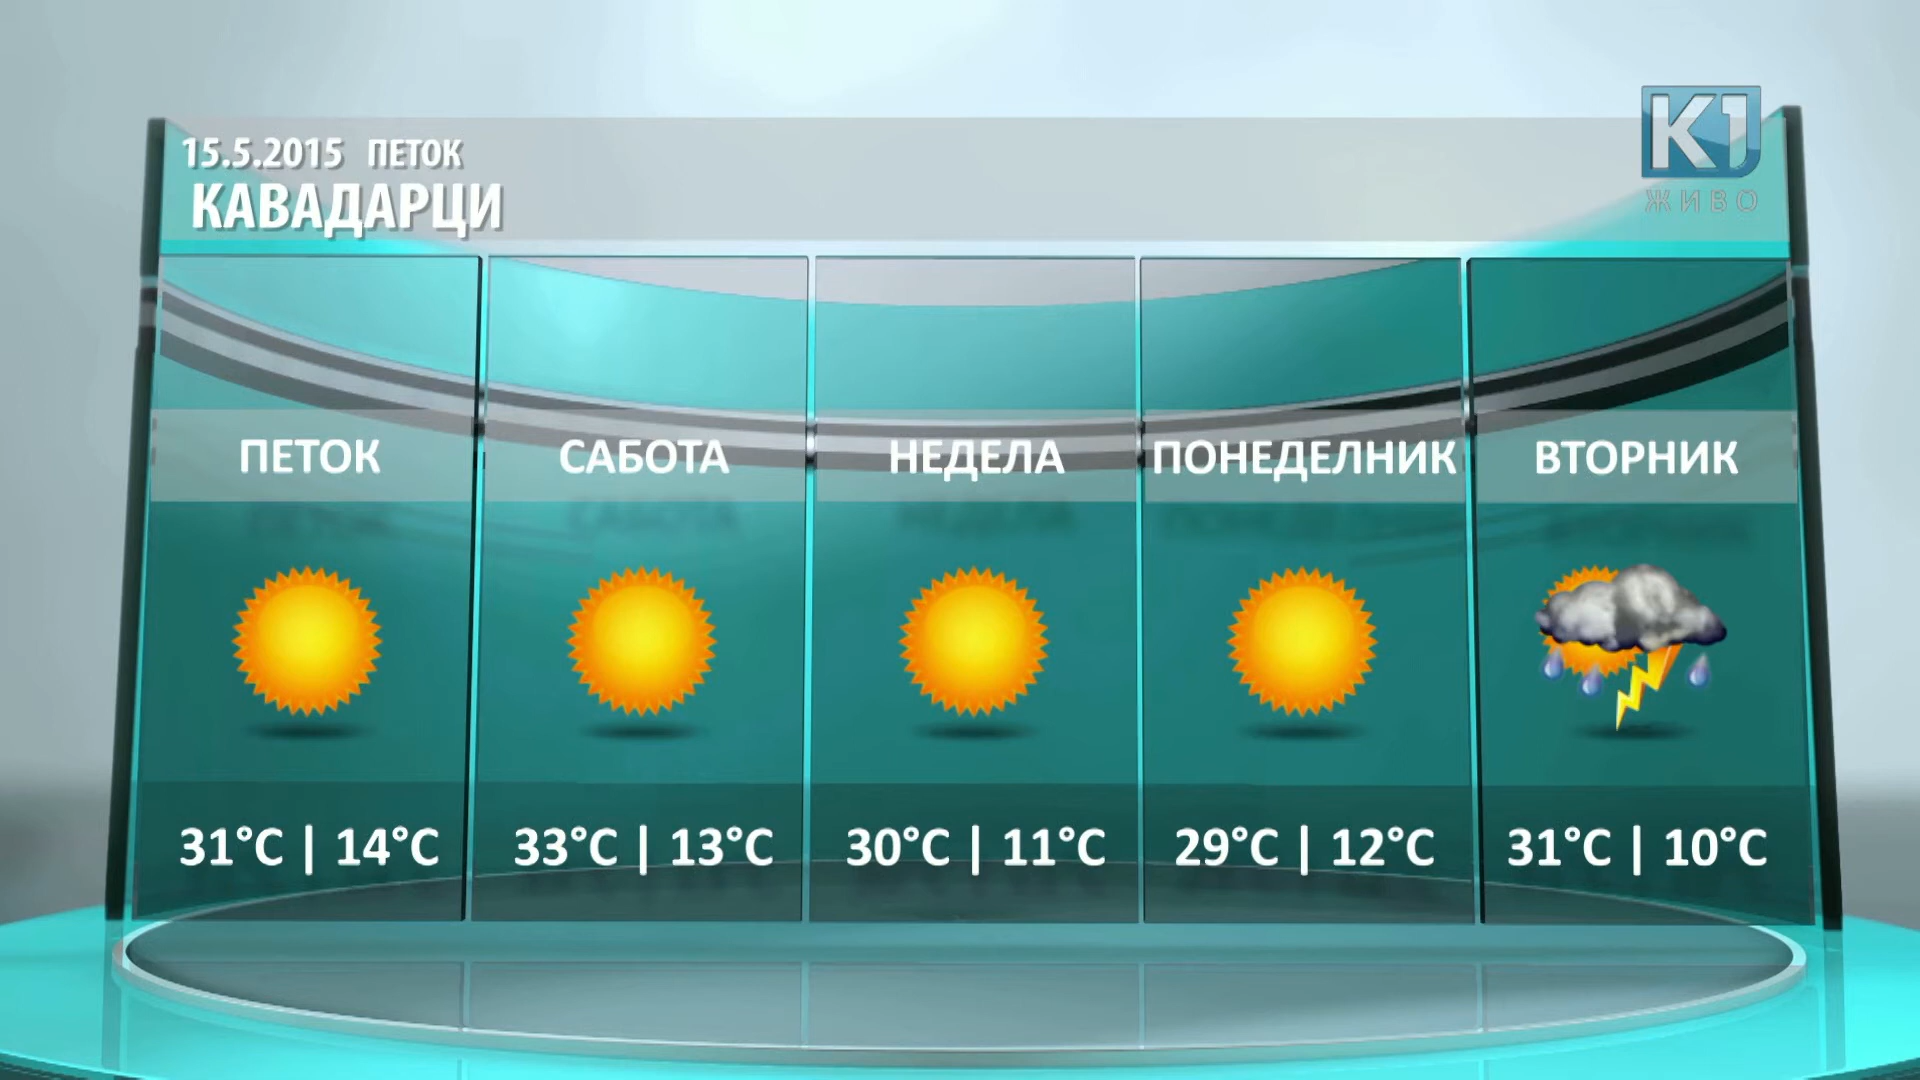 15.5.2015 ПЕТОК
КАВАДАРЦИ
К1
ЖИВО
ПЕТОК
САБОТА
НЕДЕЛА
ПОНЕДЕЛНИК
ВТОРНИК
31°C | 14°C
33°C | 13°C
30°C | 11°C
29°C | 12°C
31°C | 10°C